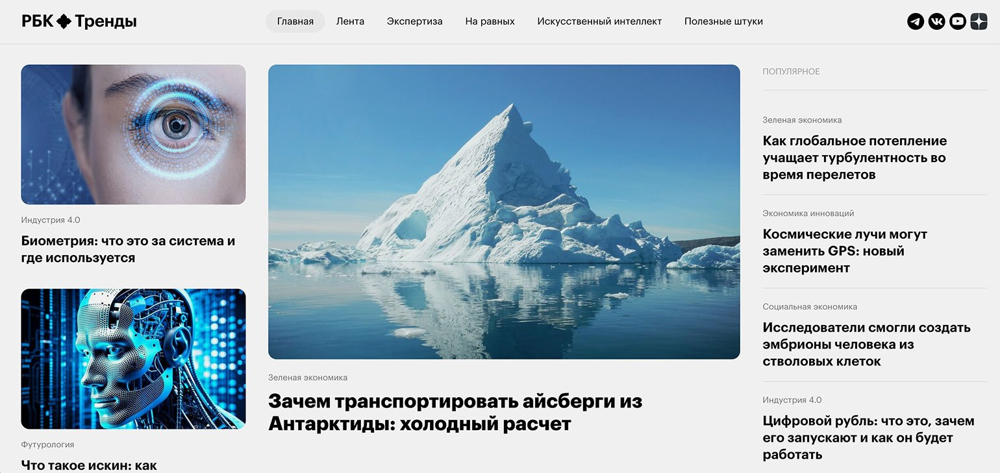 РБК Тренды
Главная
Лента
Экспертиза
На равных
Искусственный интеллект
Полезные штуки
Индустрия 4.0
Биометрия: что это за система и
где используется
Футурология
Что такое искин: как
Зеленая экономика
Зачем транспортировать айсберги из
Антарктиды: холодный расчет
ПОПУЛЯРНОЕ
Зеленая экономика
Как глобальное потепление
учащает турбулентность во
время перелетов
Экономика инноваций
Космические лучи могут
заменить GPS: новый
эксперимент
Социальная экономика
Исследователи смогли создать
эмбрионы человека из
стволовых клеток
Индустрия 4.0
Цифровой рубль: что это, зачем
его запускают и как он будет
работать